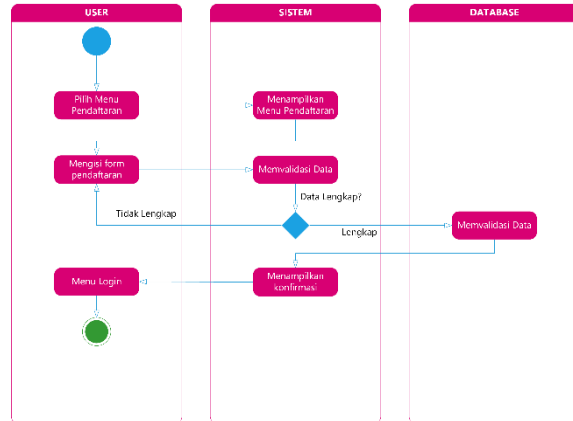 USER
SISTEM
DATABASE
Pilih Menu
Pendaftaran
Menampilkan
Menu Pendaftaran
Mengisi form
pendaftaran
Memvalidasi Data
Data Lengkap?
Tidak Lengkap
Lengkap
Memvalidasi Data
Menu Login
Menampilkan
konfirmasi